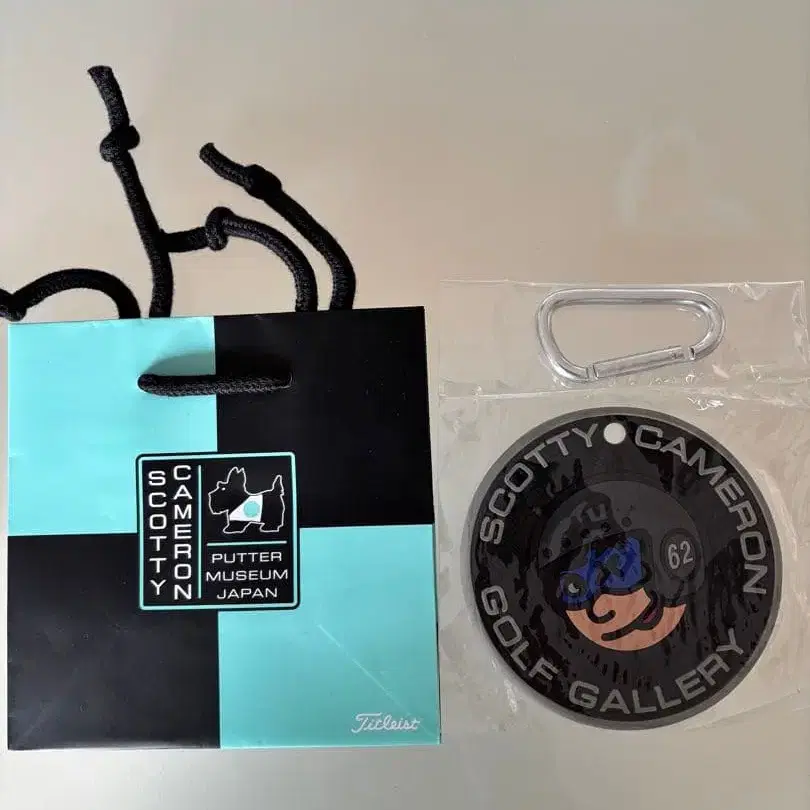 SCOTTY
CAMERON
PUTTER
MUSEUM
JAPAN
Titleist
SCOTTY CAMERON
62
GOLF GALLERY